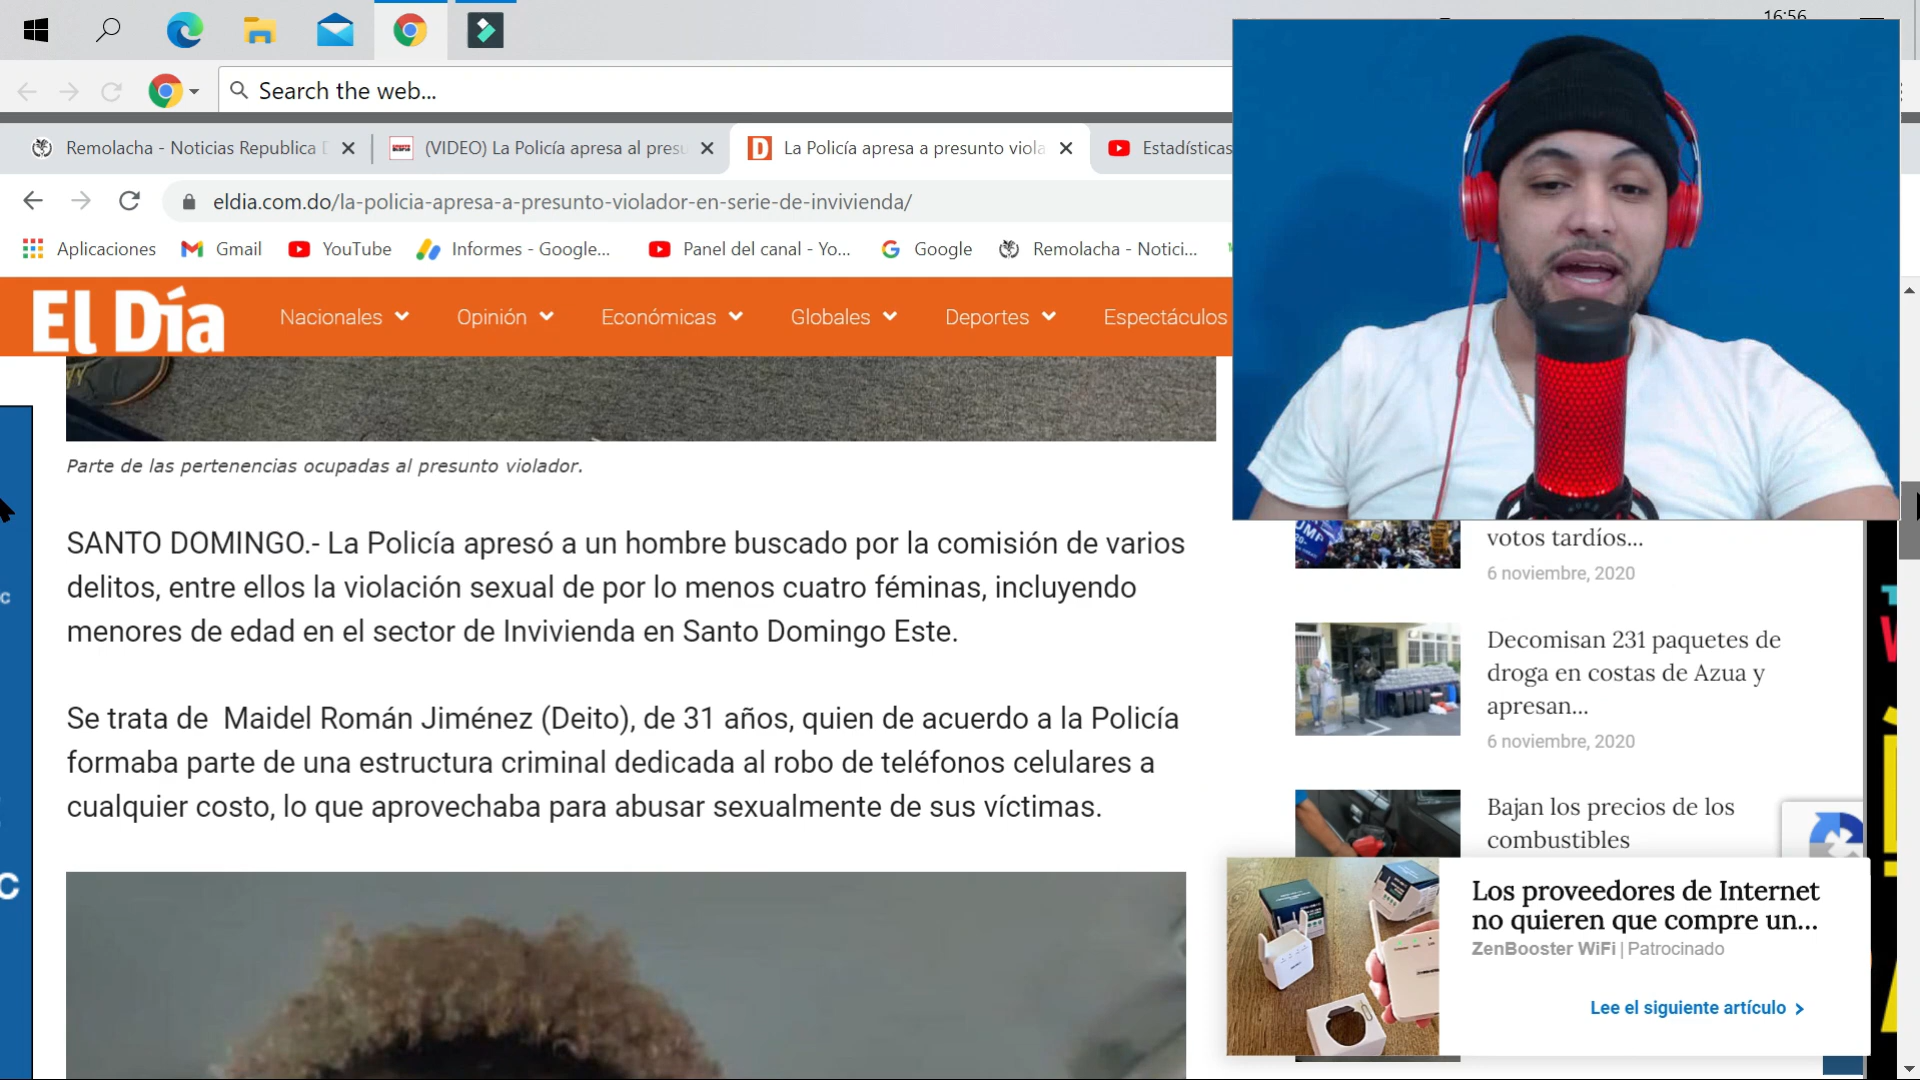 16:56
Search the web...
Remolacha - Noticias Republica D
(VIDEO) La Policía apresa al presu
La Policía apresa a presunto viola
Estadísticas
eldia.com.do/la-policia-apresa-a-presunto-violador-en-serie-de-invivienda/
Aplicaciones
Gmail
YouTube
Informes - Google...
Panel del canal - Yo...
Google
Remolacha - Notici...
El Día
Nacionales
Opinión
Económicas
Globales
Deportes
Espectáculos
Parte de las pertenencias ocupadas al presunto violador.
SANTO DOMINGO.- La Policía apresó a un hombre buscado por la comisión de varios
delitos, entre ellos la violación sexual de por lo menos cuatro féminas, incluyendo
menores de edad en el sector de Invivienda en Santo Domingo Este.
Se trata de Maidel Román Jiménez (Deito), de 31 años, quien de acuerdo a la Policía
formaba parte de una estructura criminal dedicada al robo de teléfonos celulares a
cualquier costo, lo que aprovechaba para abusar sexualmente de sus víctimas.
votos tardíos...
6 noviembre, 2020
Decomisan 231 paquetes de
droga en costas de Azua y
apresan...
6 noviembre, 2020
Bajan los precios de los
combustibles
Los proveedores de Internet
no quieren que compre un...
ZenBooster WiFi | Patrocinado
Lee el siguiente artículo